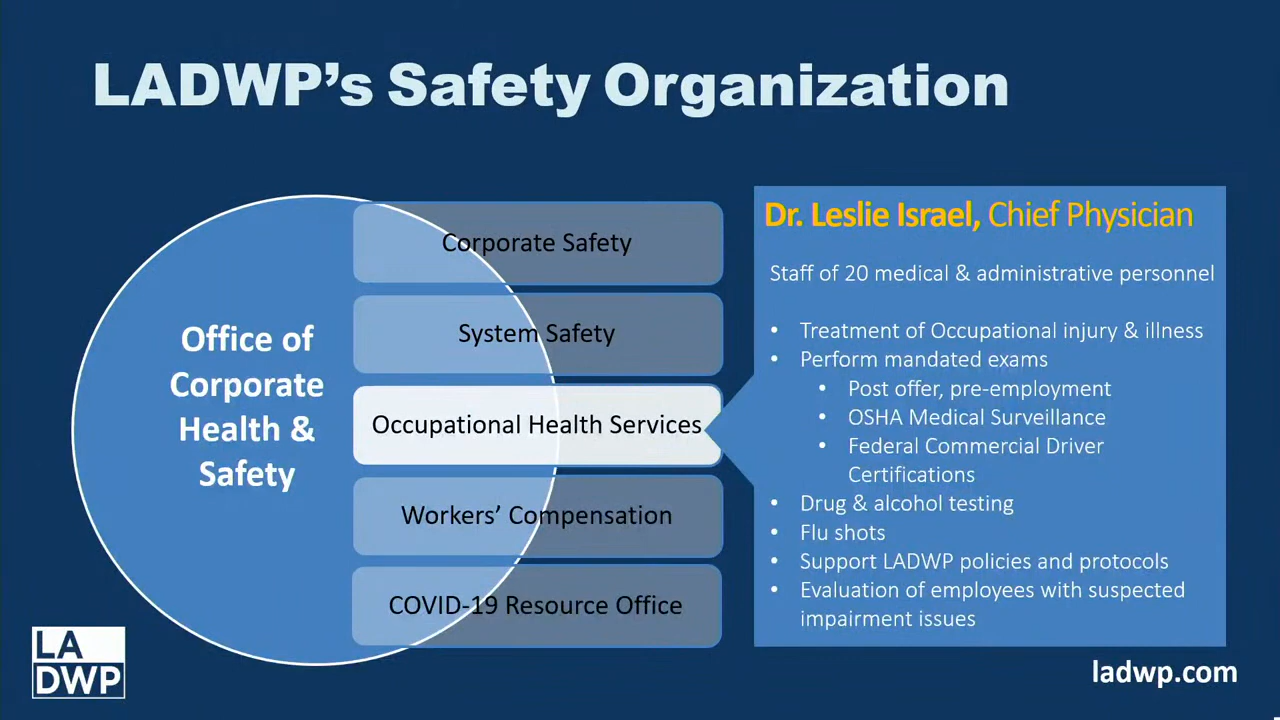 LADWP’s Safety Organization
Office of
Corporate
Health &
Safety
Corporate Safety
System Safety
Occupational Health Services
Workers’ Compensation
COVID-19 Resource Office
Dr. Leslie Israel, Chief Physician
Staff of 20 medical & administrative personnel
• Treatment of Occupational injury & illness
• Perform mandated exams
• Post offer, pre-employment
• OSHA Medical Surveillance
• Federal Commercial Driver
Certifications
• Drug & alcohol testing
• Flu shots
• Support LADWP policies and protocols
• Evaluation of employees with suspected
impairment issues
LA
DWP
ladwp.com